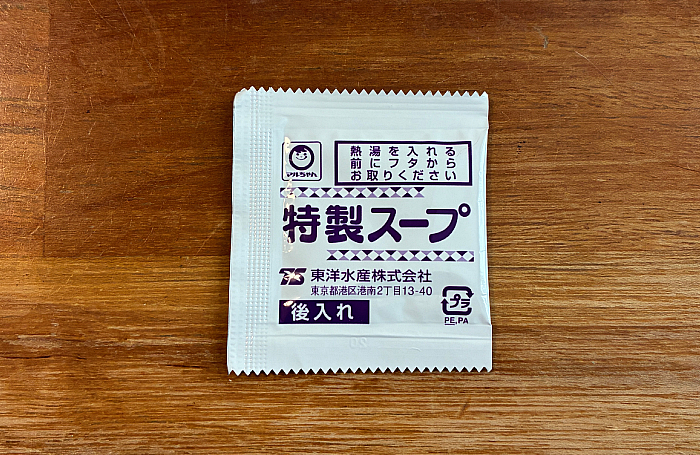 マルちゃん
熱湯を入れる
前にフタから
お取りください
特製スープ
東洋水産株式会社
東京都港区港南2丁目13-40
後入れ
プラ
PE,PA